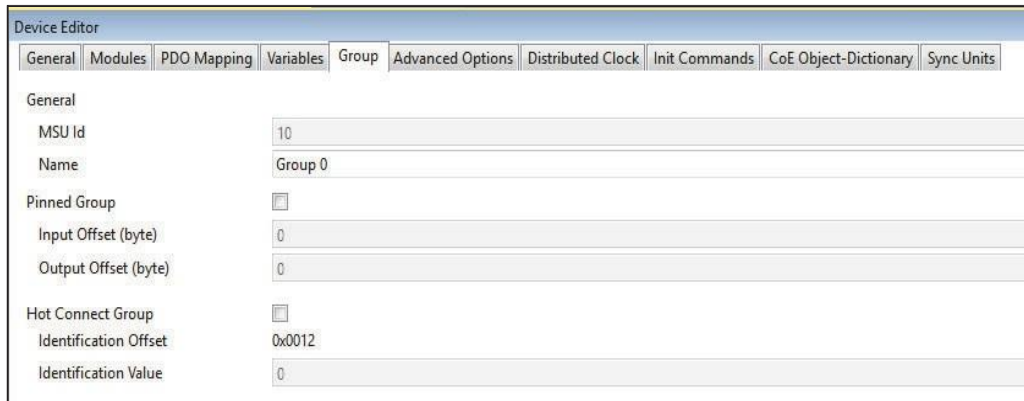 Device Editor
General Modules PDO Mapping Variables Group Advanced Options Distributed Clock Init Commands CoE Object-Dictionary Sync Units
General
MSU Id 10
Name Group 0
Pinned Group
Input Offset (byte) 0
Output Offset (byte) 0
Hot Connect Group
Identification Offset 0x0012
Identification Value 0